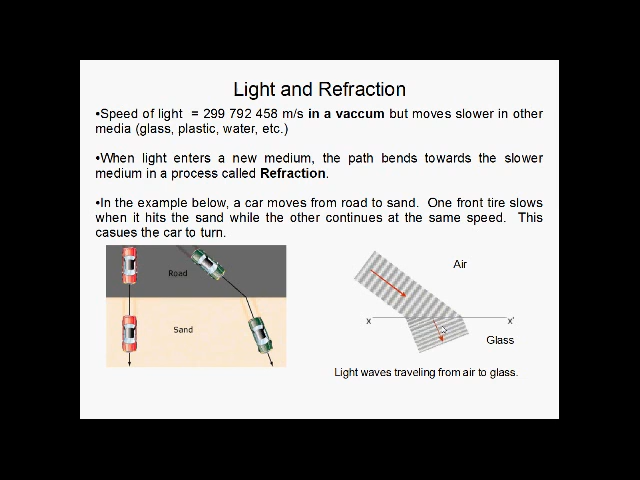 Light and Refraction
•Speed of light = 299 792 458 m/s in a vaccum but moves slower in other
media (glass, plastic, water, etc.)
•When light enters a new medium, the path bends towards the slower
medium in a process called Refraction.
•In the example below, a car moves from road to sand. One front tire slows
when it hits the sand while the other continues at the same speed. This
casues the car to turn.
Road
Sand
Air
x x'
Glass
Light waves traveling from air to glass.